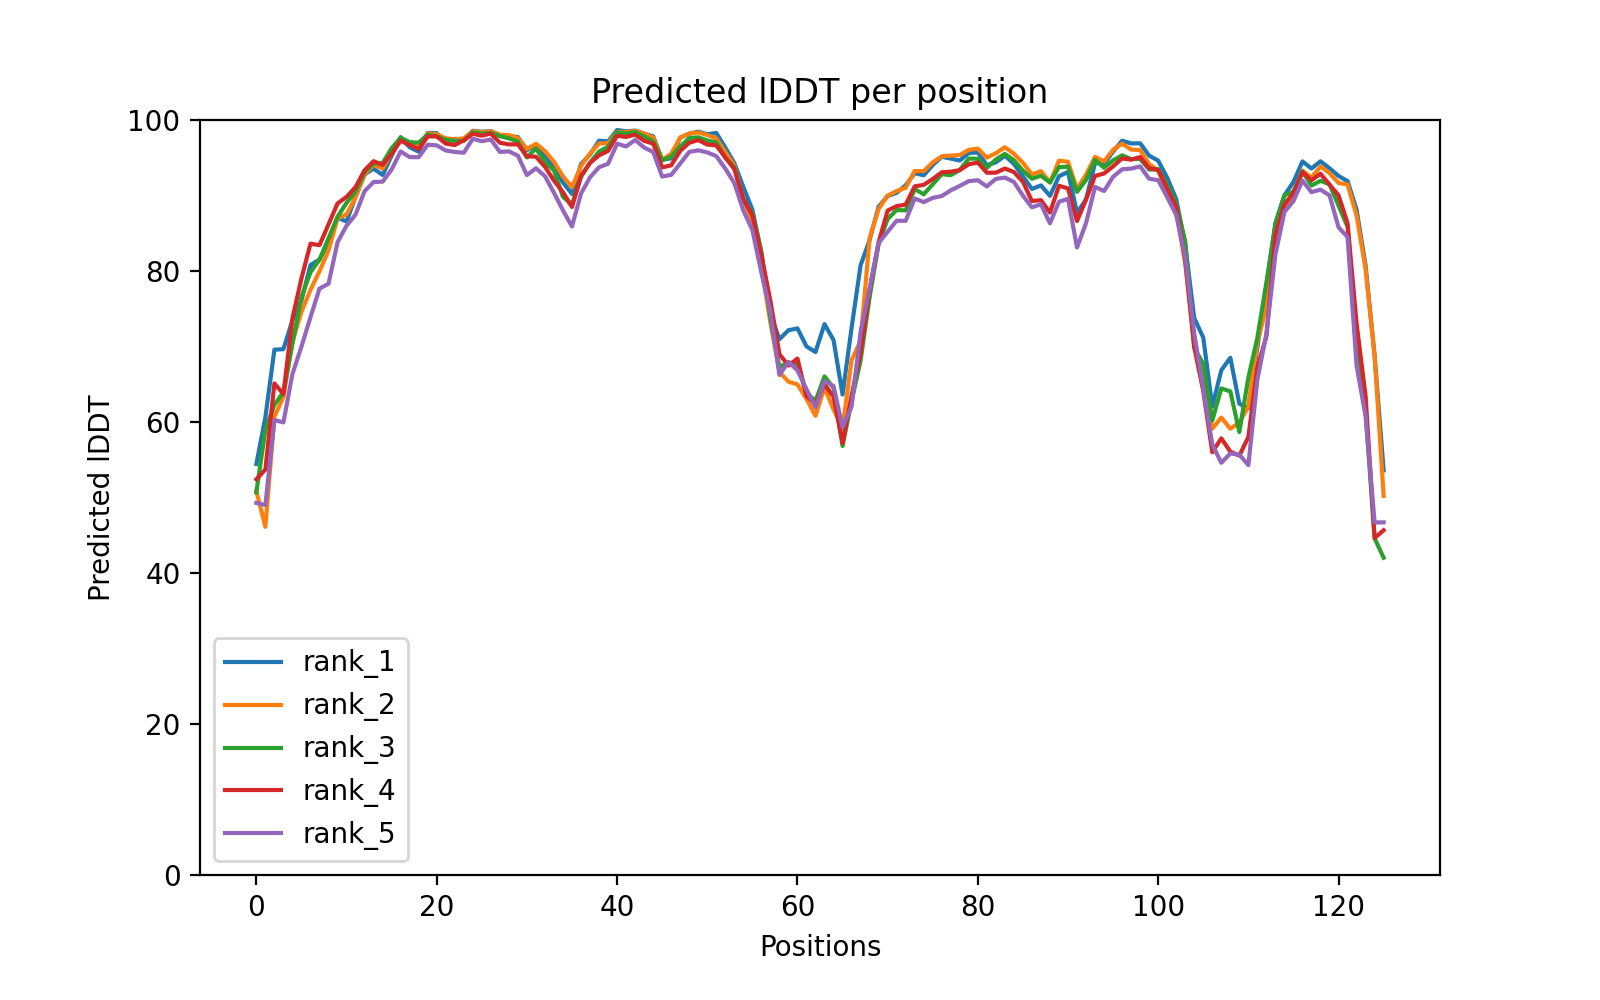 Predicted lDDT per position
100
80
60
40
20
0
Predicted lDDT
rank_1
rank_2
rank_3
rank_4
rank_5
0 20 40 60 80 100 120
Positions